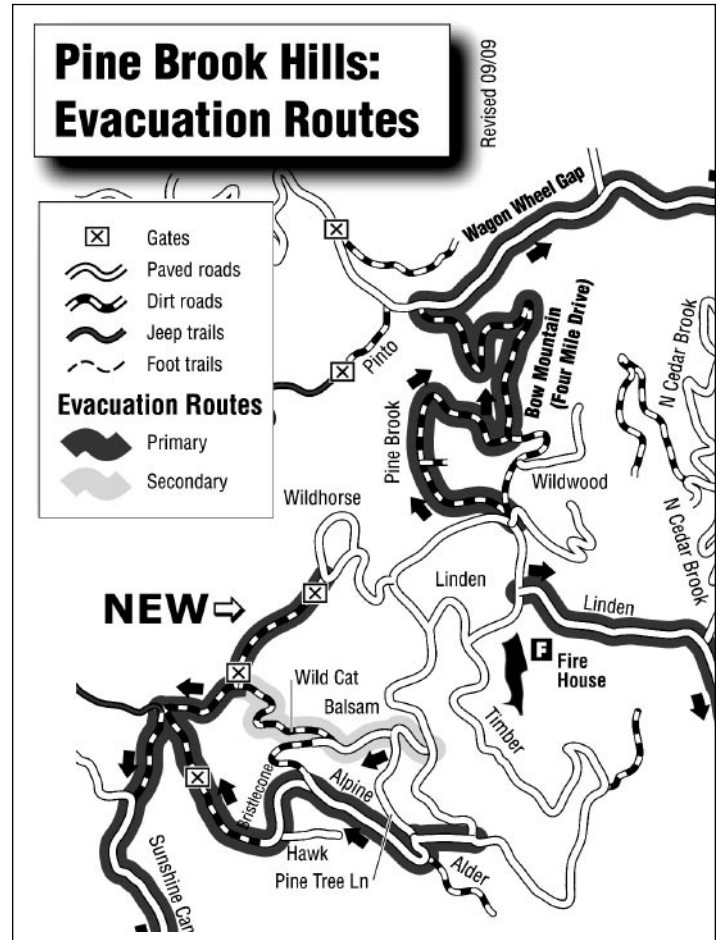 Pine Brook Hills:
Evacuation Routes
Revised 09/09
Gates
Paved roads
Dirt roads
Jeep trails
Foot trails
Evacuation Routes
Primary
Secondary
Wagon Wheel Gap
Pinto
Bow Mountain
(Four Mile Drive)
N Cedar Brook
Pine Brook
Wildwood
Wildhorse
N Cedar Brook
Linden
NEW
Linden
F
Fire
House
Wild Cat
Balsam
Timber
Bristlecone
Alpine
Hawk
Alder
Pine Tree Ln
Sunshine Can